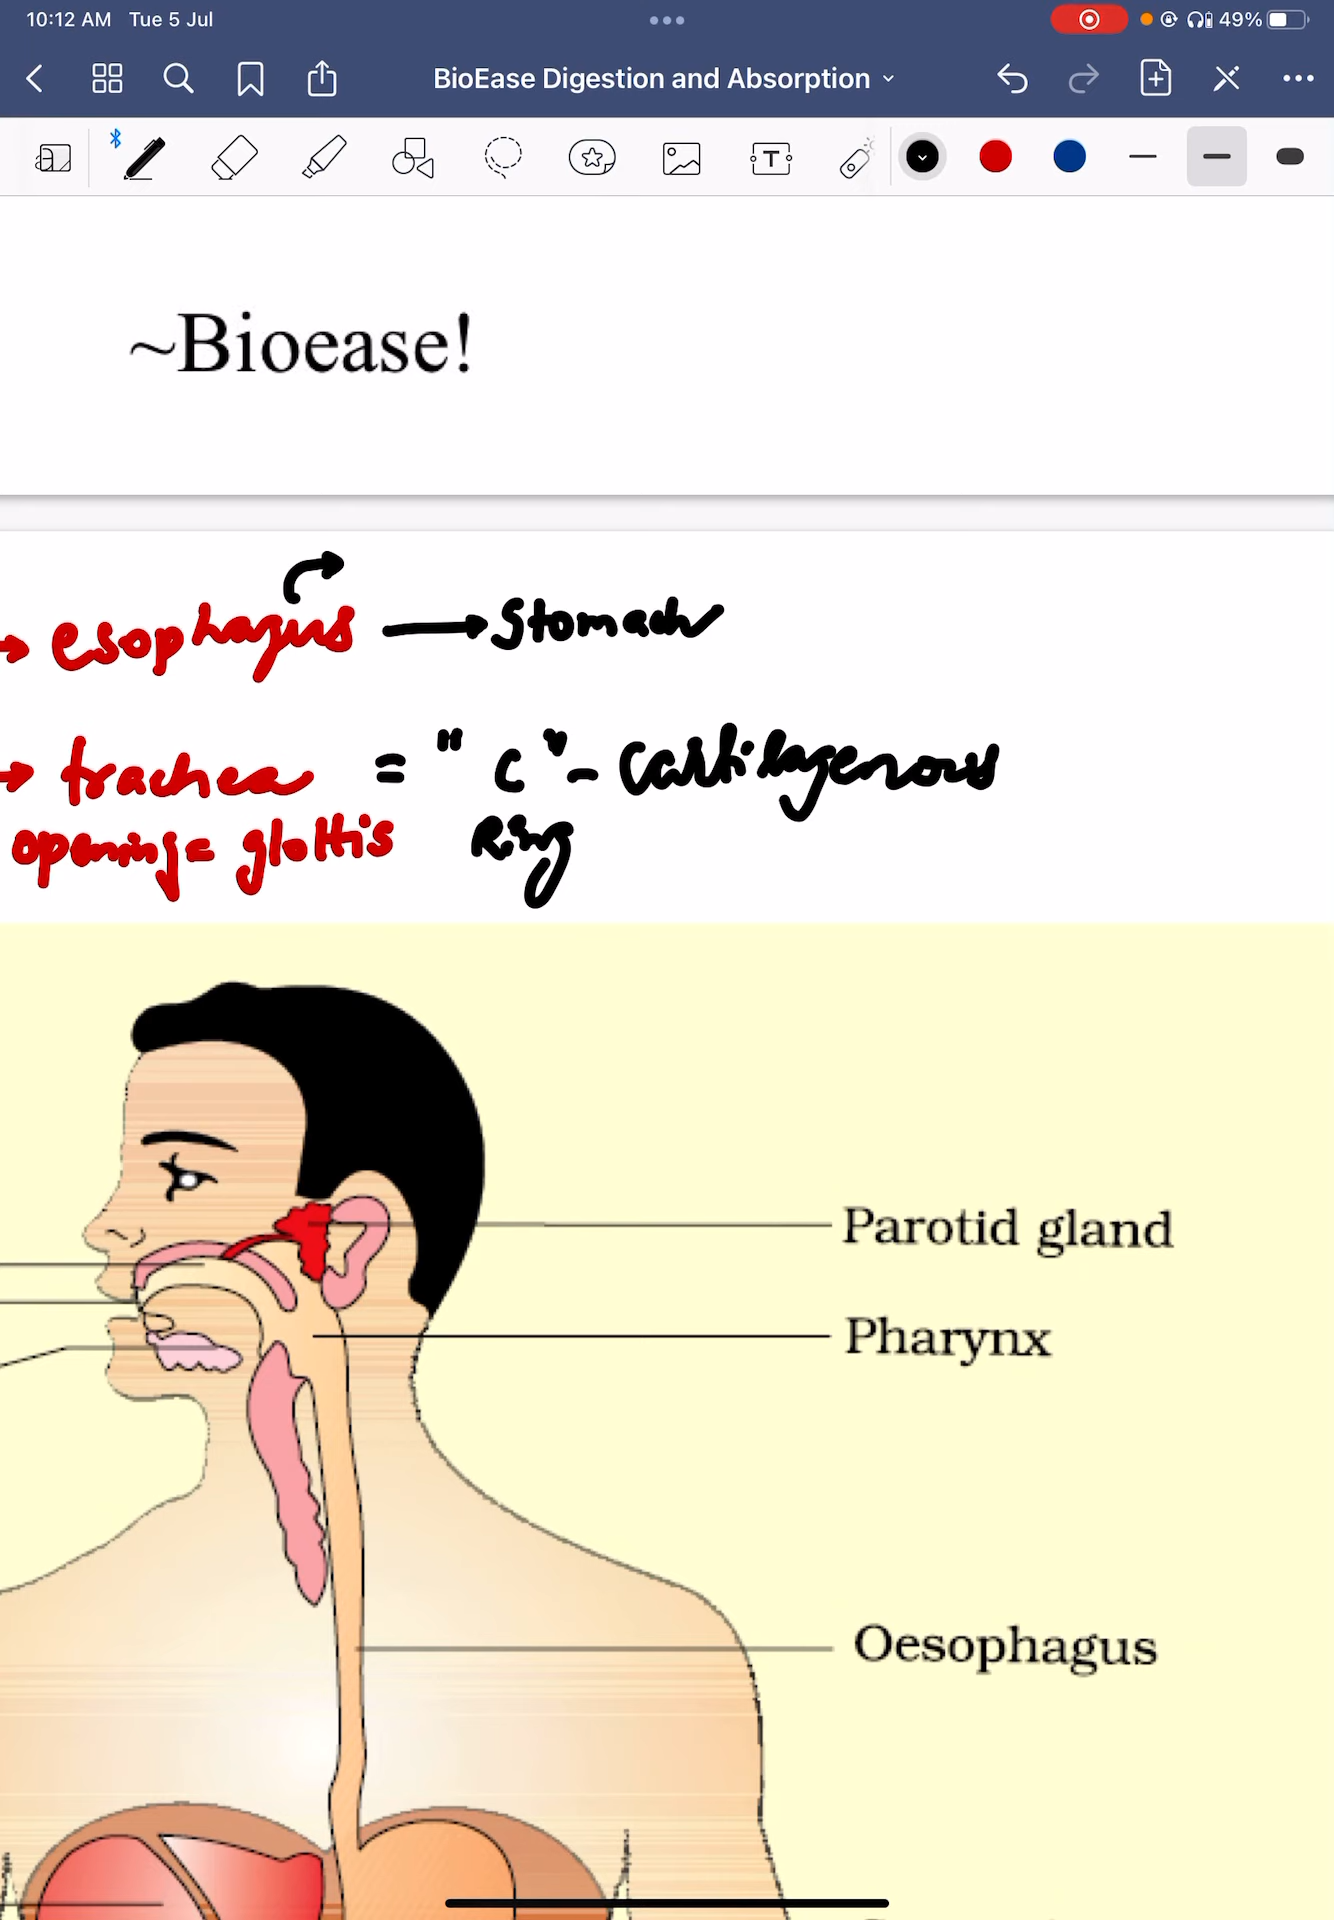 10:12 AM Tue 5 Jul
49%
BioEase Digestion and Absorption
~Bioease!
→ esophagus → Stomach
→ trachea = "C" - Cartilagenous
opening = glottis Ring
Parotid gland
Pharynx
Oesophagus